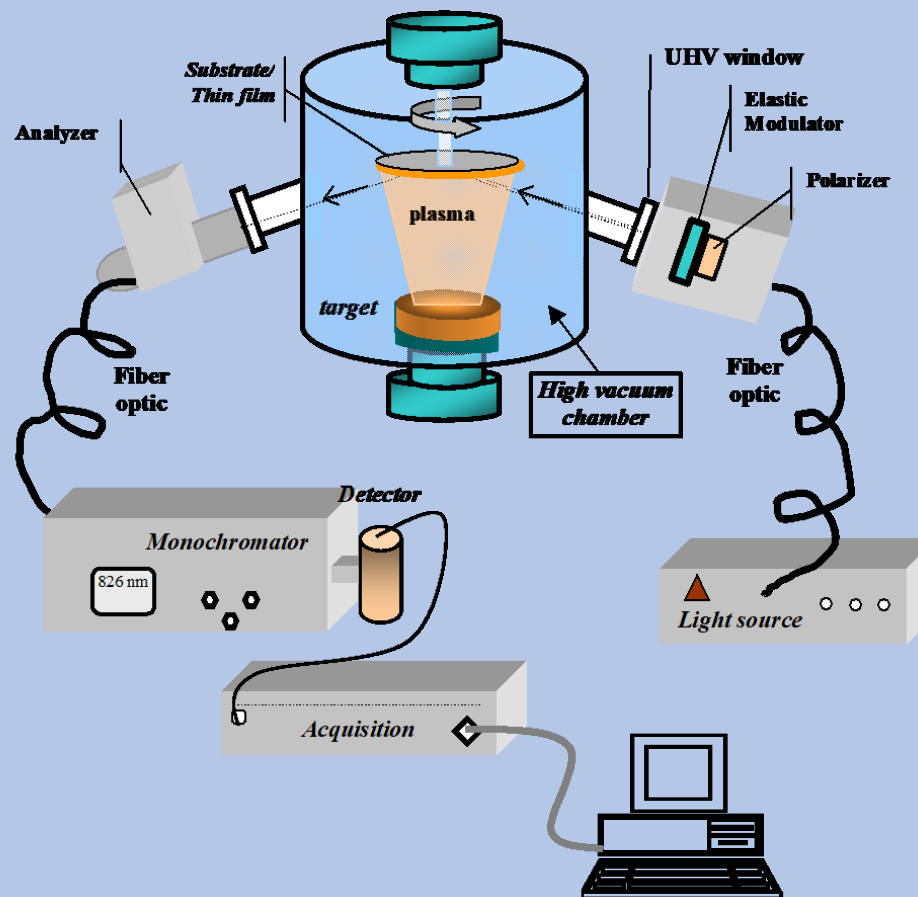 Substrate/
Thin film
UHV window
Elastic
Modulator
Analyzer
Polarizer
plasma
target
Fiber
optic
High vacuum
chamber
Fiber
optic
Detector
Monochromator
826 nm
Light source
Acquisition